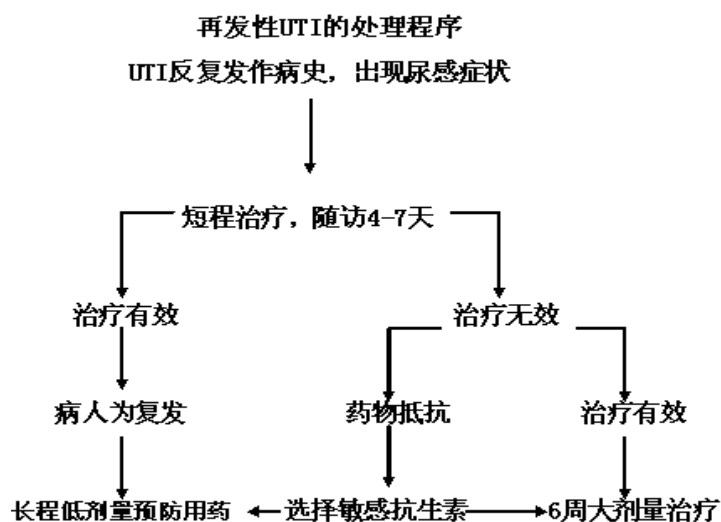 再发性UTI的处理程序
UTI反复发作病史，出现尿感症状
短程治疗，随访4-7天
治疗有效
治疗无效
病人为复发
药物抵抗
治疗有效
长程低剂量预防用药
选择敏感抗生素
6周大剂量治疗